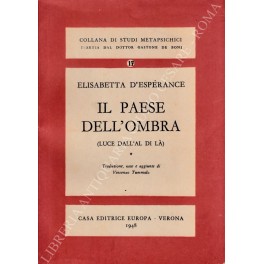 COLLANA DI STUDI METAPSICHICI
CURATA DAL DOTTOR GASTONE DE BONI
17
ELISABETTA D'ESPÉRANCE
IL PAESE
DELL'OMBRA
(LUCE DALL'AL DI LÀ)
Traduzione, note e aggiunte di
Vincenzo Tummolo
CASA EDITRICE EUROPA - VERONA
1948